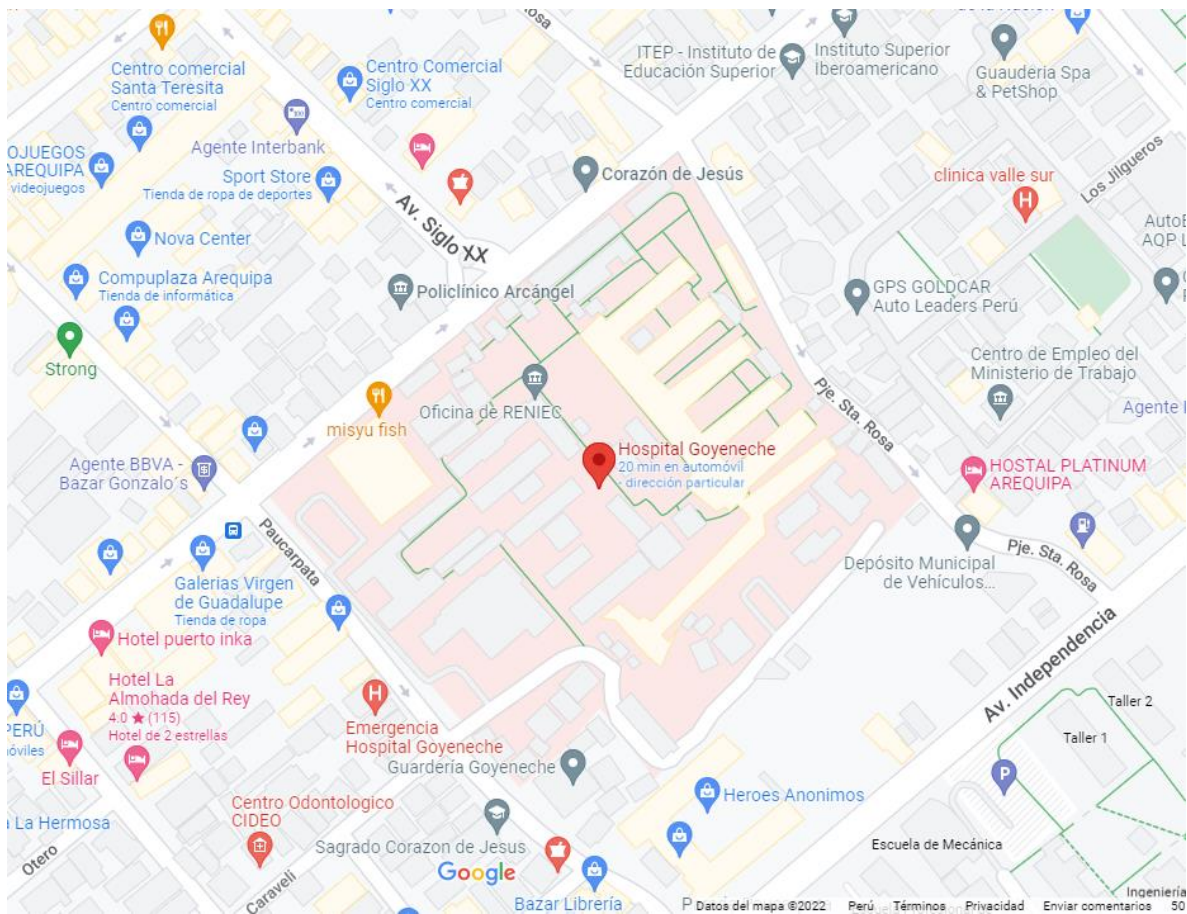 Rosa
de la Nación
ITEP - Instituto de
Educación Superior
Instituto Superior
Iberoamericano
Guauderia Spa
& PetShop
Centro comercial
Santa Teresita
Centro comercial
Centro Comercial
Siglo XX
Centro comercial
Agente Interbank
OJUEGOS
AREQUIPA
videojuegos
Sport Store
Tienda de ropa de deportes
Corazón de Jesús
clinica valle sur
Los Jilgueros
Av. Siglo XX
Nova Center
AQP L
Compuplaza Arequipa
Tienda de informática
Policlínico Arcángel
GPS GOLDCAR
Auto Leaders Perú
Strong
Centro de Empleo del
Ministerio de Trabajo
Pje. Sta. Rosa
Oficina de RENIEC
misyu fish
Agente
Hospital Goyeneche
20 min en automóvil
- dirección particular
Agente BBVA -
Bazar Gonzalo´s
HOSTAL PLATINUM
AREQUIPA
Paucarpata
Pje. Sta. Rosa
Depósito Municipal
de Vehículos...
Galerias Virgen
de Guadalupe
Tienda de ropa
Av. Independencia
Hotel puerto inka
Hotel La
Almohada del Rey
4.0 ★ (115)
Hotel de 2 estrellas
Taller 2
Taller 1
PERÚ
óviles
Emergencia
Hospital Goyeneche
El Sillar
Guardería Goyeneche
P
Heroes Anonimos
Centro Odontologico
CIDEO
a La Hermosa
Otero
Sagrado Corazon de Jesus
Escuela de Mecánica
Google
Caraveli
Bazar Librería
Ingeniería
Datos del mapa ©2022 Perú Términos Privacidad Enviar comentarios 50